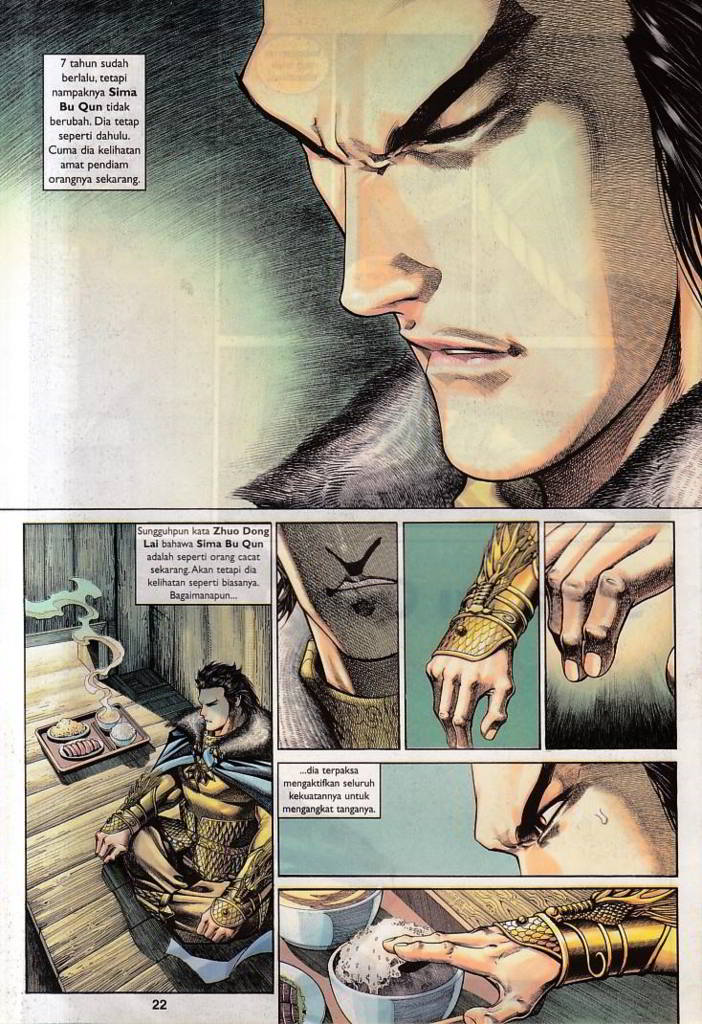 7 tahun sudah
berlalu, tetapi
nampaknya Sima
Bu Qun tidak
berubah. Dia tetap
seperti dahulu.
Cuma dia kelihatan
amat pendiam
orangnya sekarang.
Sungguhpun kata Zhuo Dong
Lai bahawa Sima Bu Qun
adalah seperti orang cacat
sekarang. Akan tetapi dia
kelihatan seperti biasanya.
Bagaimanapun...
...dia terpaksa
mengaktifkan seluruh
kekuatannya untuk
mengangkat tanganya.
22